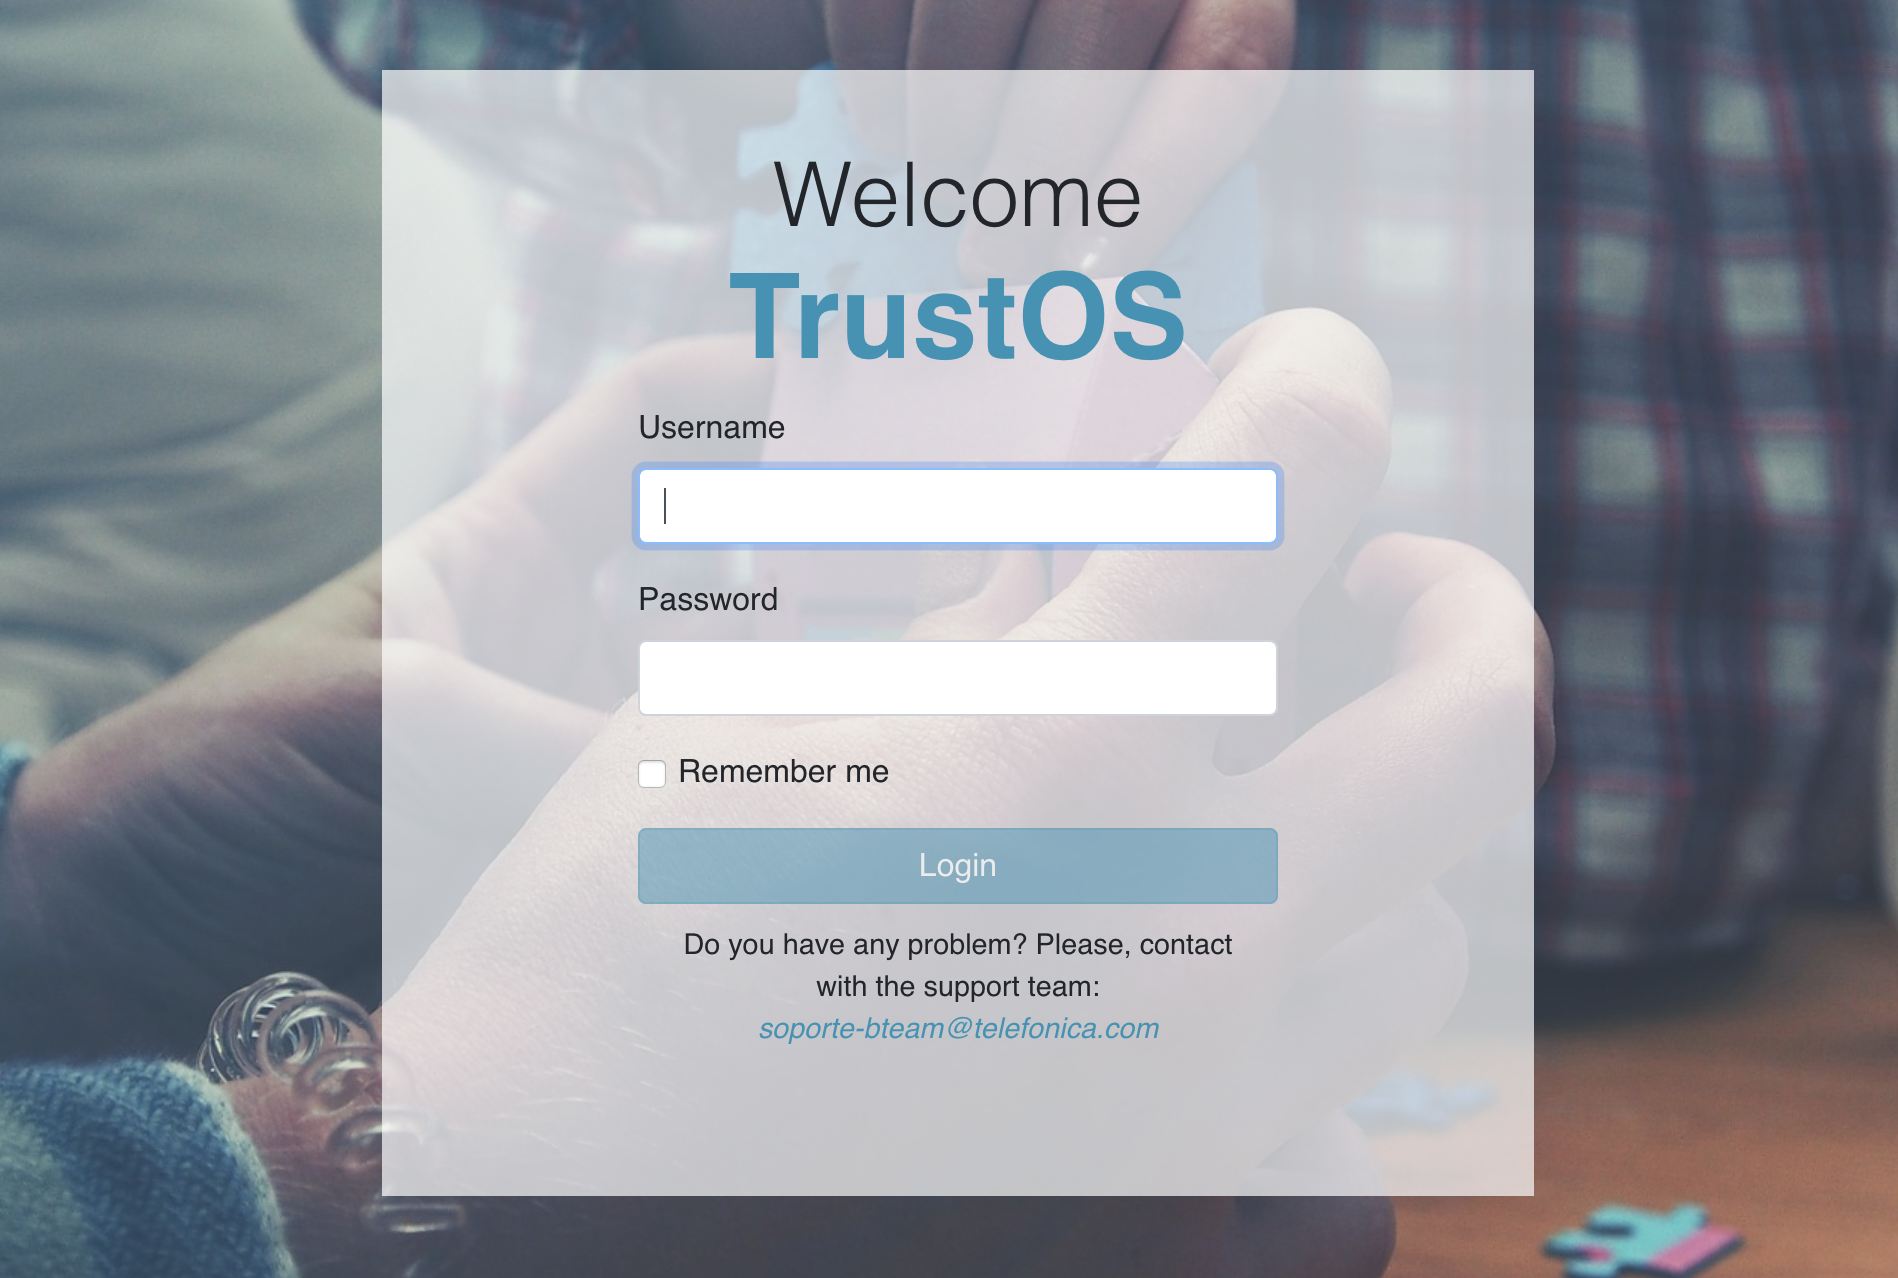 Welcome
TrustOS
Username
Password
Remember me
Login
Do you have any problem? Please, contact
with the support team:
soporte-bteam@telefonica.com